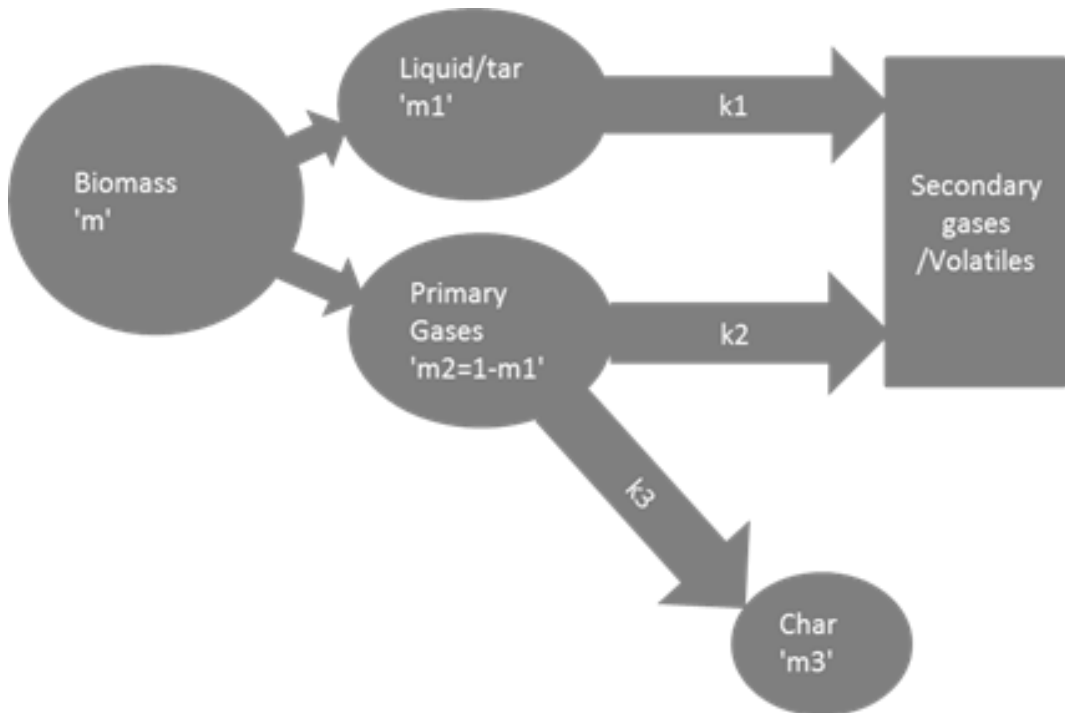 Biomass
'm'
Liquid/tar
'm1'
k1
Primary
Gases
'm2=1-m1'
k2
Secondary
gases
/Volatiles
k3
Char
'm3'